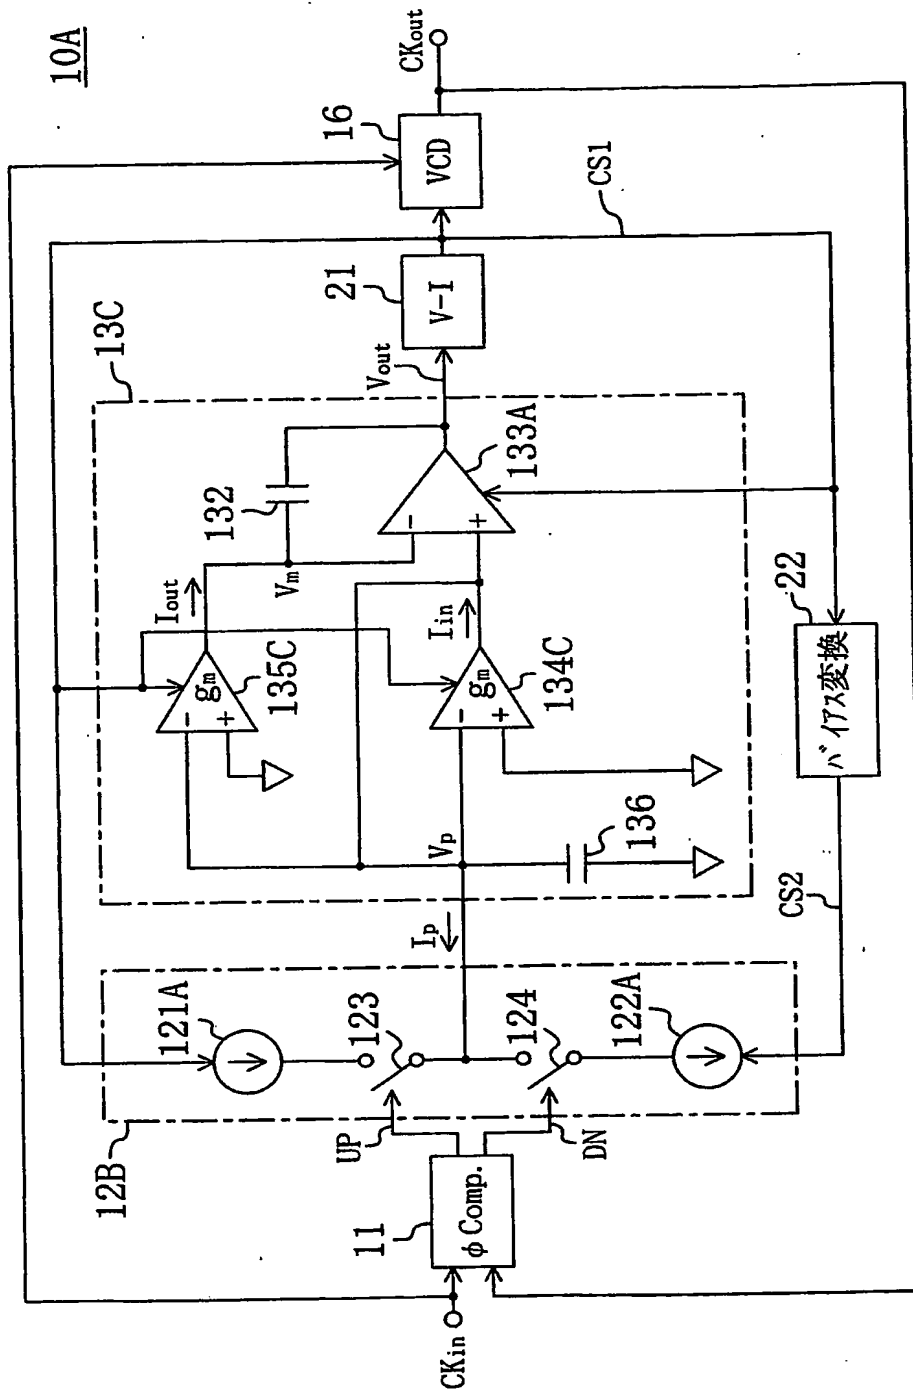 10A
CKin
11
φ Comp.
UP
DN
12B
121A
123
124
122A
Ip
Vp
136
CS2
13C
135C
gm
−
+
Iout
134C
gm
−
+
Iin
Vm
132
133A
−
+
Vout
21
V-I
22
バイアス変換
CS1
16
VCD
CKout